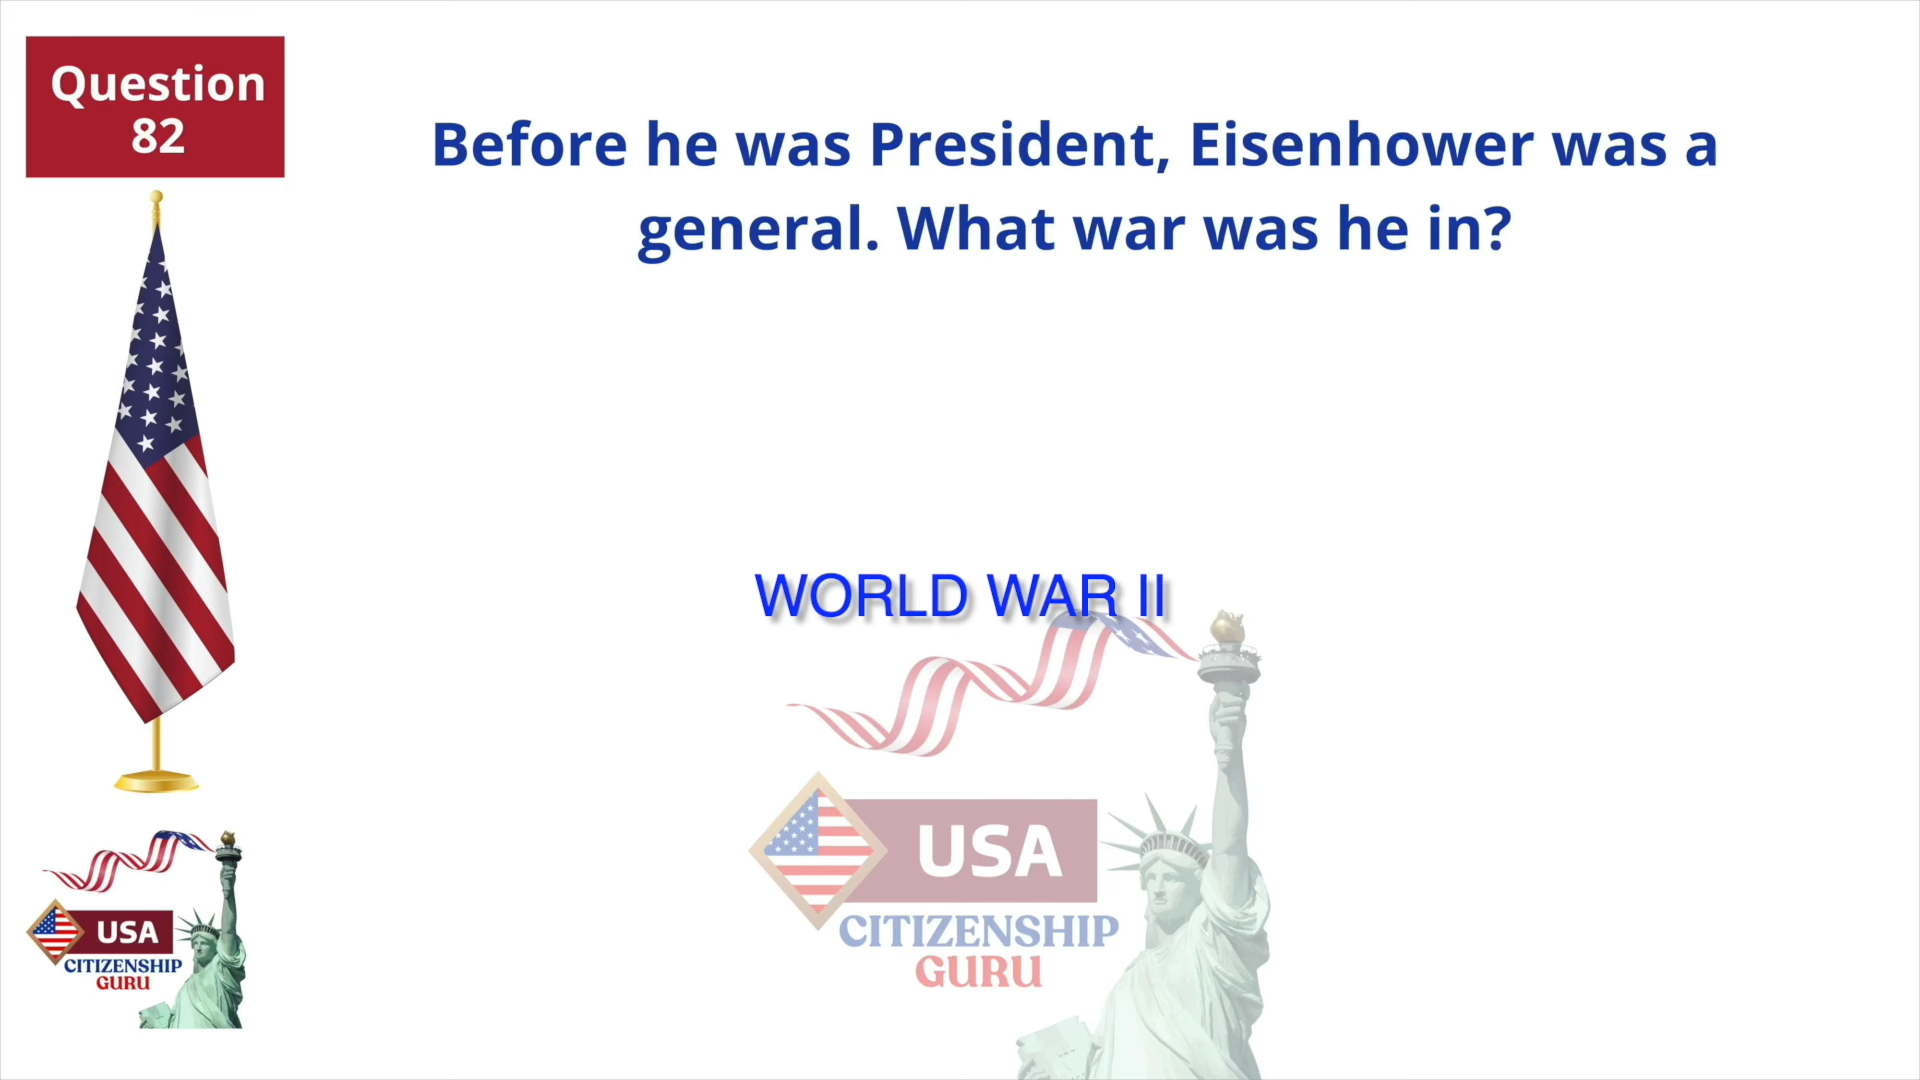 Question
82
Before he was President, Eisenhower was a
general. What war was he in?
WORLD WAR II
USA
CITIZENSHIP
GURU
USA
CITIZENSHIP
GURU